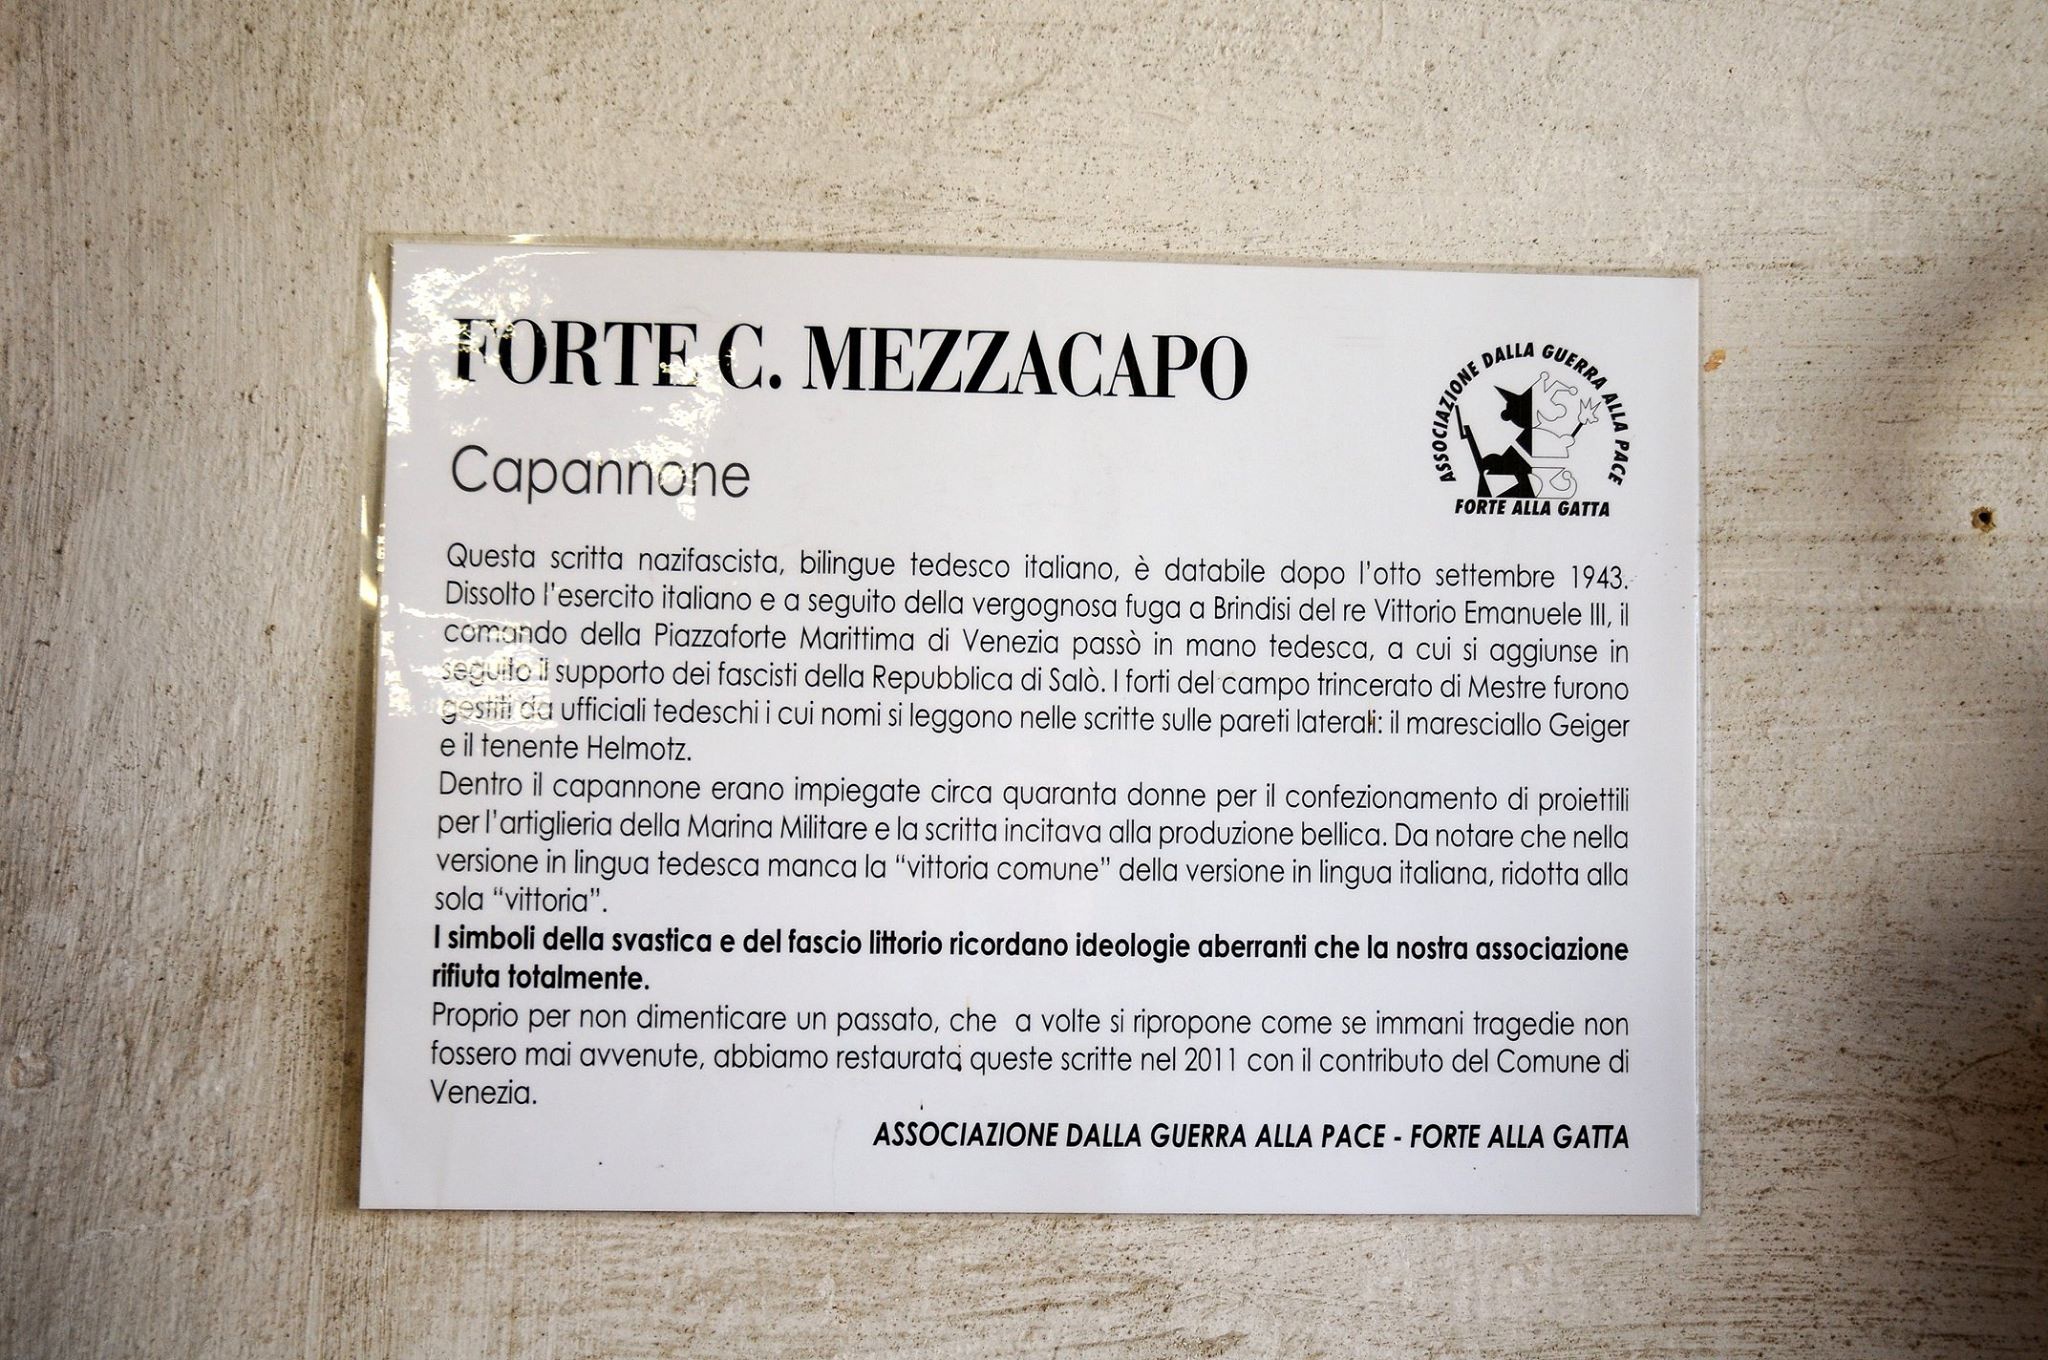 FORTE C. MEZZACAPO
ASSOCIAZIONE DALLA GUERRA ALLA PACE
FORTE ALLA GATTA
Capannone
Questa scritta nazifascista, bilingue tedesco italiano, è databile dopo l'otto settembre 1943.
Dissolto l'esercito italiano e a seguito della vergognosa fuga a Brindisi del re Vittorio Emanuele III, il
comando della Piazzaforte Marittima di Venezia passò in mano tedesca, a cui si aggiunse in
seguito il supporto dei fascisti della Repubblica di Salò. I forti del campo trincerato di Mestre furono
gestiti da ufficiali tedeschi i cui nomi si leggono nelle scritte sulle pareti laterali: il maresciallo Geiger
e il tenente Helmotz.
Dentro il capannone erano impiegate circa quaranta donne per il confezionamento di proiettili
per l'artiglieria della Marina Militare e la scritta incitava alla produzione bellica. Da notare che nella
versione in lingua tedesca manca la “vittoria comune” della versione in lingua italiana, ridotta alla
sola “vittoria”.
I simboli della svastica e del fascio littorio ricordano ideologie aberranti che la nostra associazione
rifiuta totalmente.
Proprio per non dimenticare un passato, che a volte si ripropone come se immani tragedie non
fossero mai avvenute, abbiamo restaurata queste scritte nel 2011 con il contributo del Comune di
Venezia.
ASSOCIAZIONE DALLA GUERRA ALLA PACE - FORTE ALLA GATTA